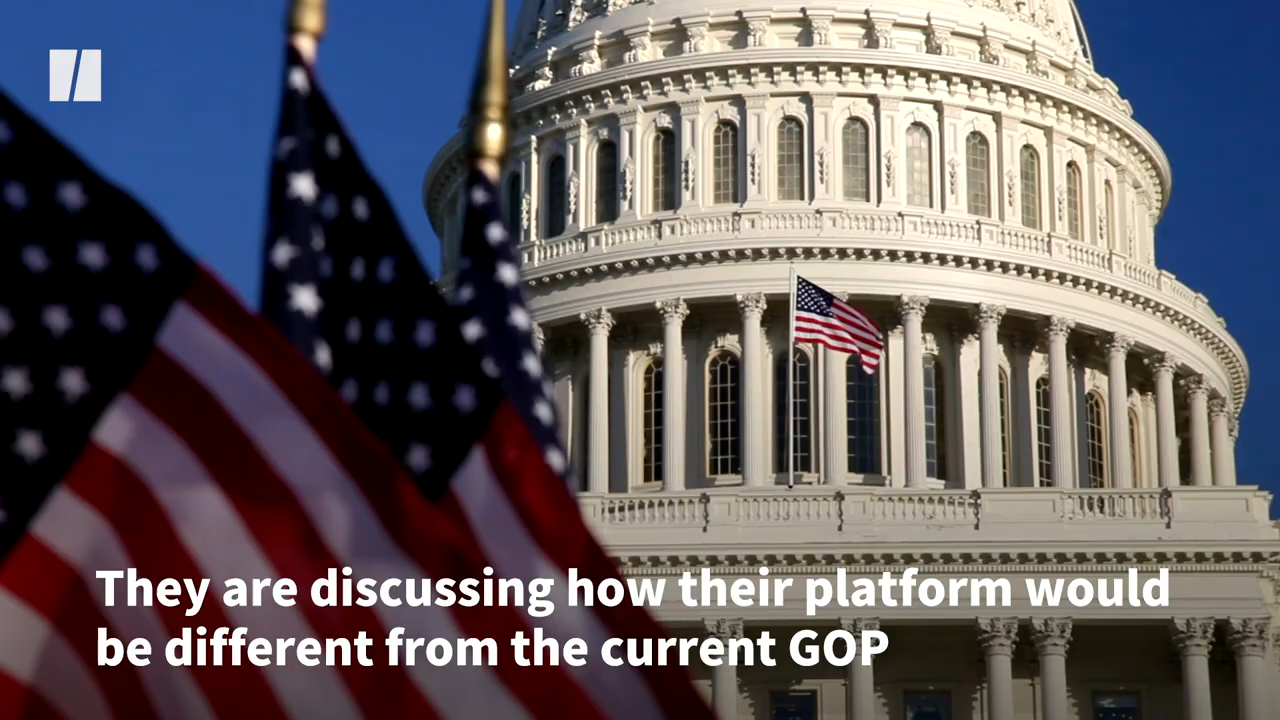 They are discussing how their platform would
be different from the current GOP